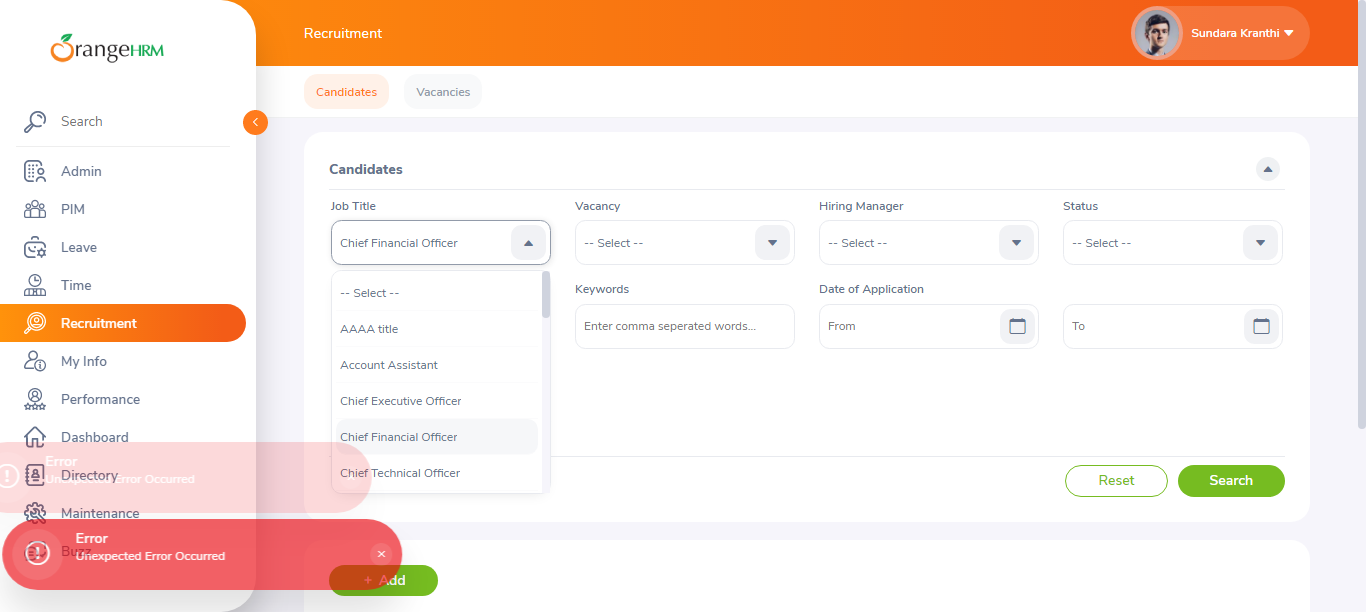 OrangeHRM
Recruitment
Sundara Kranthi
Candidates
Vacancies
Search
Admin
PIM
Leave
Time
Recruitment
My Info
Performance
Dashboard
Directory
Maintenance
Buzz
Error
Unexpected Error Occurred
Error
Unexpected Error Occurred
Candidates
Job Title
Vacancy
Hiring Manager
Status
Chief Financial Officer
-- Select --
-- Select --
-- Select --
-- Select --
AAAA title
Account Assistant
Chief Executive Officer
Chief Financial Officer
Chief Technical Officer
Keywords
Date of Application
Enter comma seperated words...
From
To
Reset
Search
+ Add